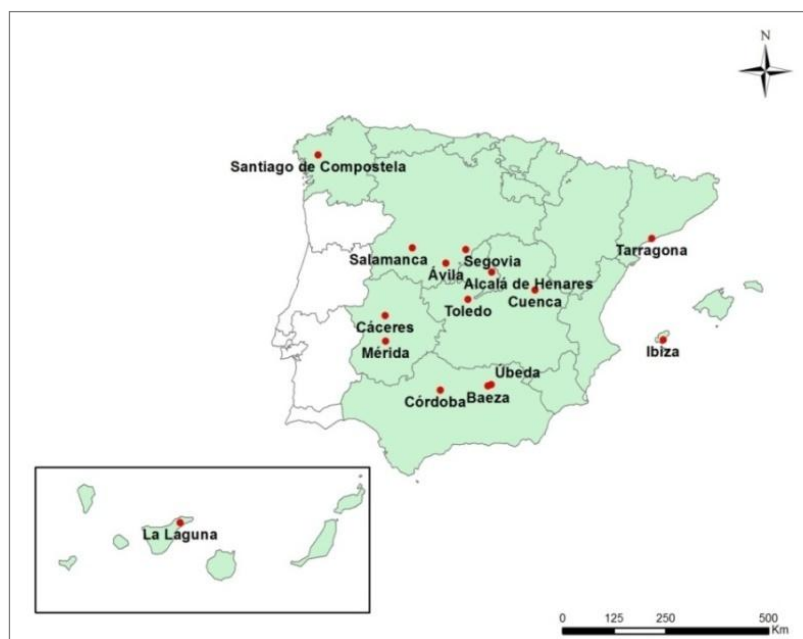 N
Santiago de Compostela
Tarragona
Salamanca
Segovia
Ávila
Alcalá de Henares
Cuenca
Toledo
Cáceres
Mérida
Ibiza
Úbeda
Córdoba
Baeza
La Laguna
0 125 250 500
Km